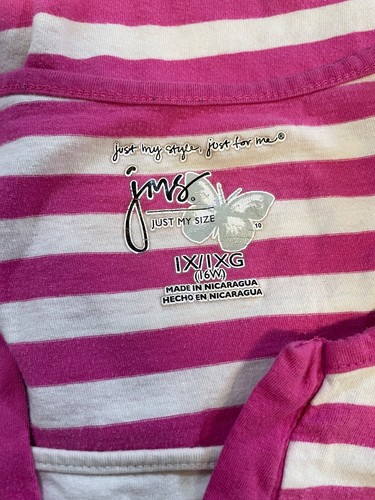 just my style, just for me®
jms®
JUST MY SIZE
10
1X/1XG
(16W)
MADE IN NICARAGUA
HECHO EN NICARAGUA